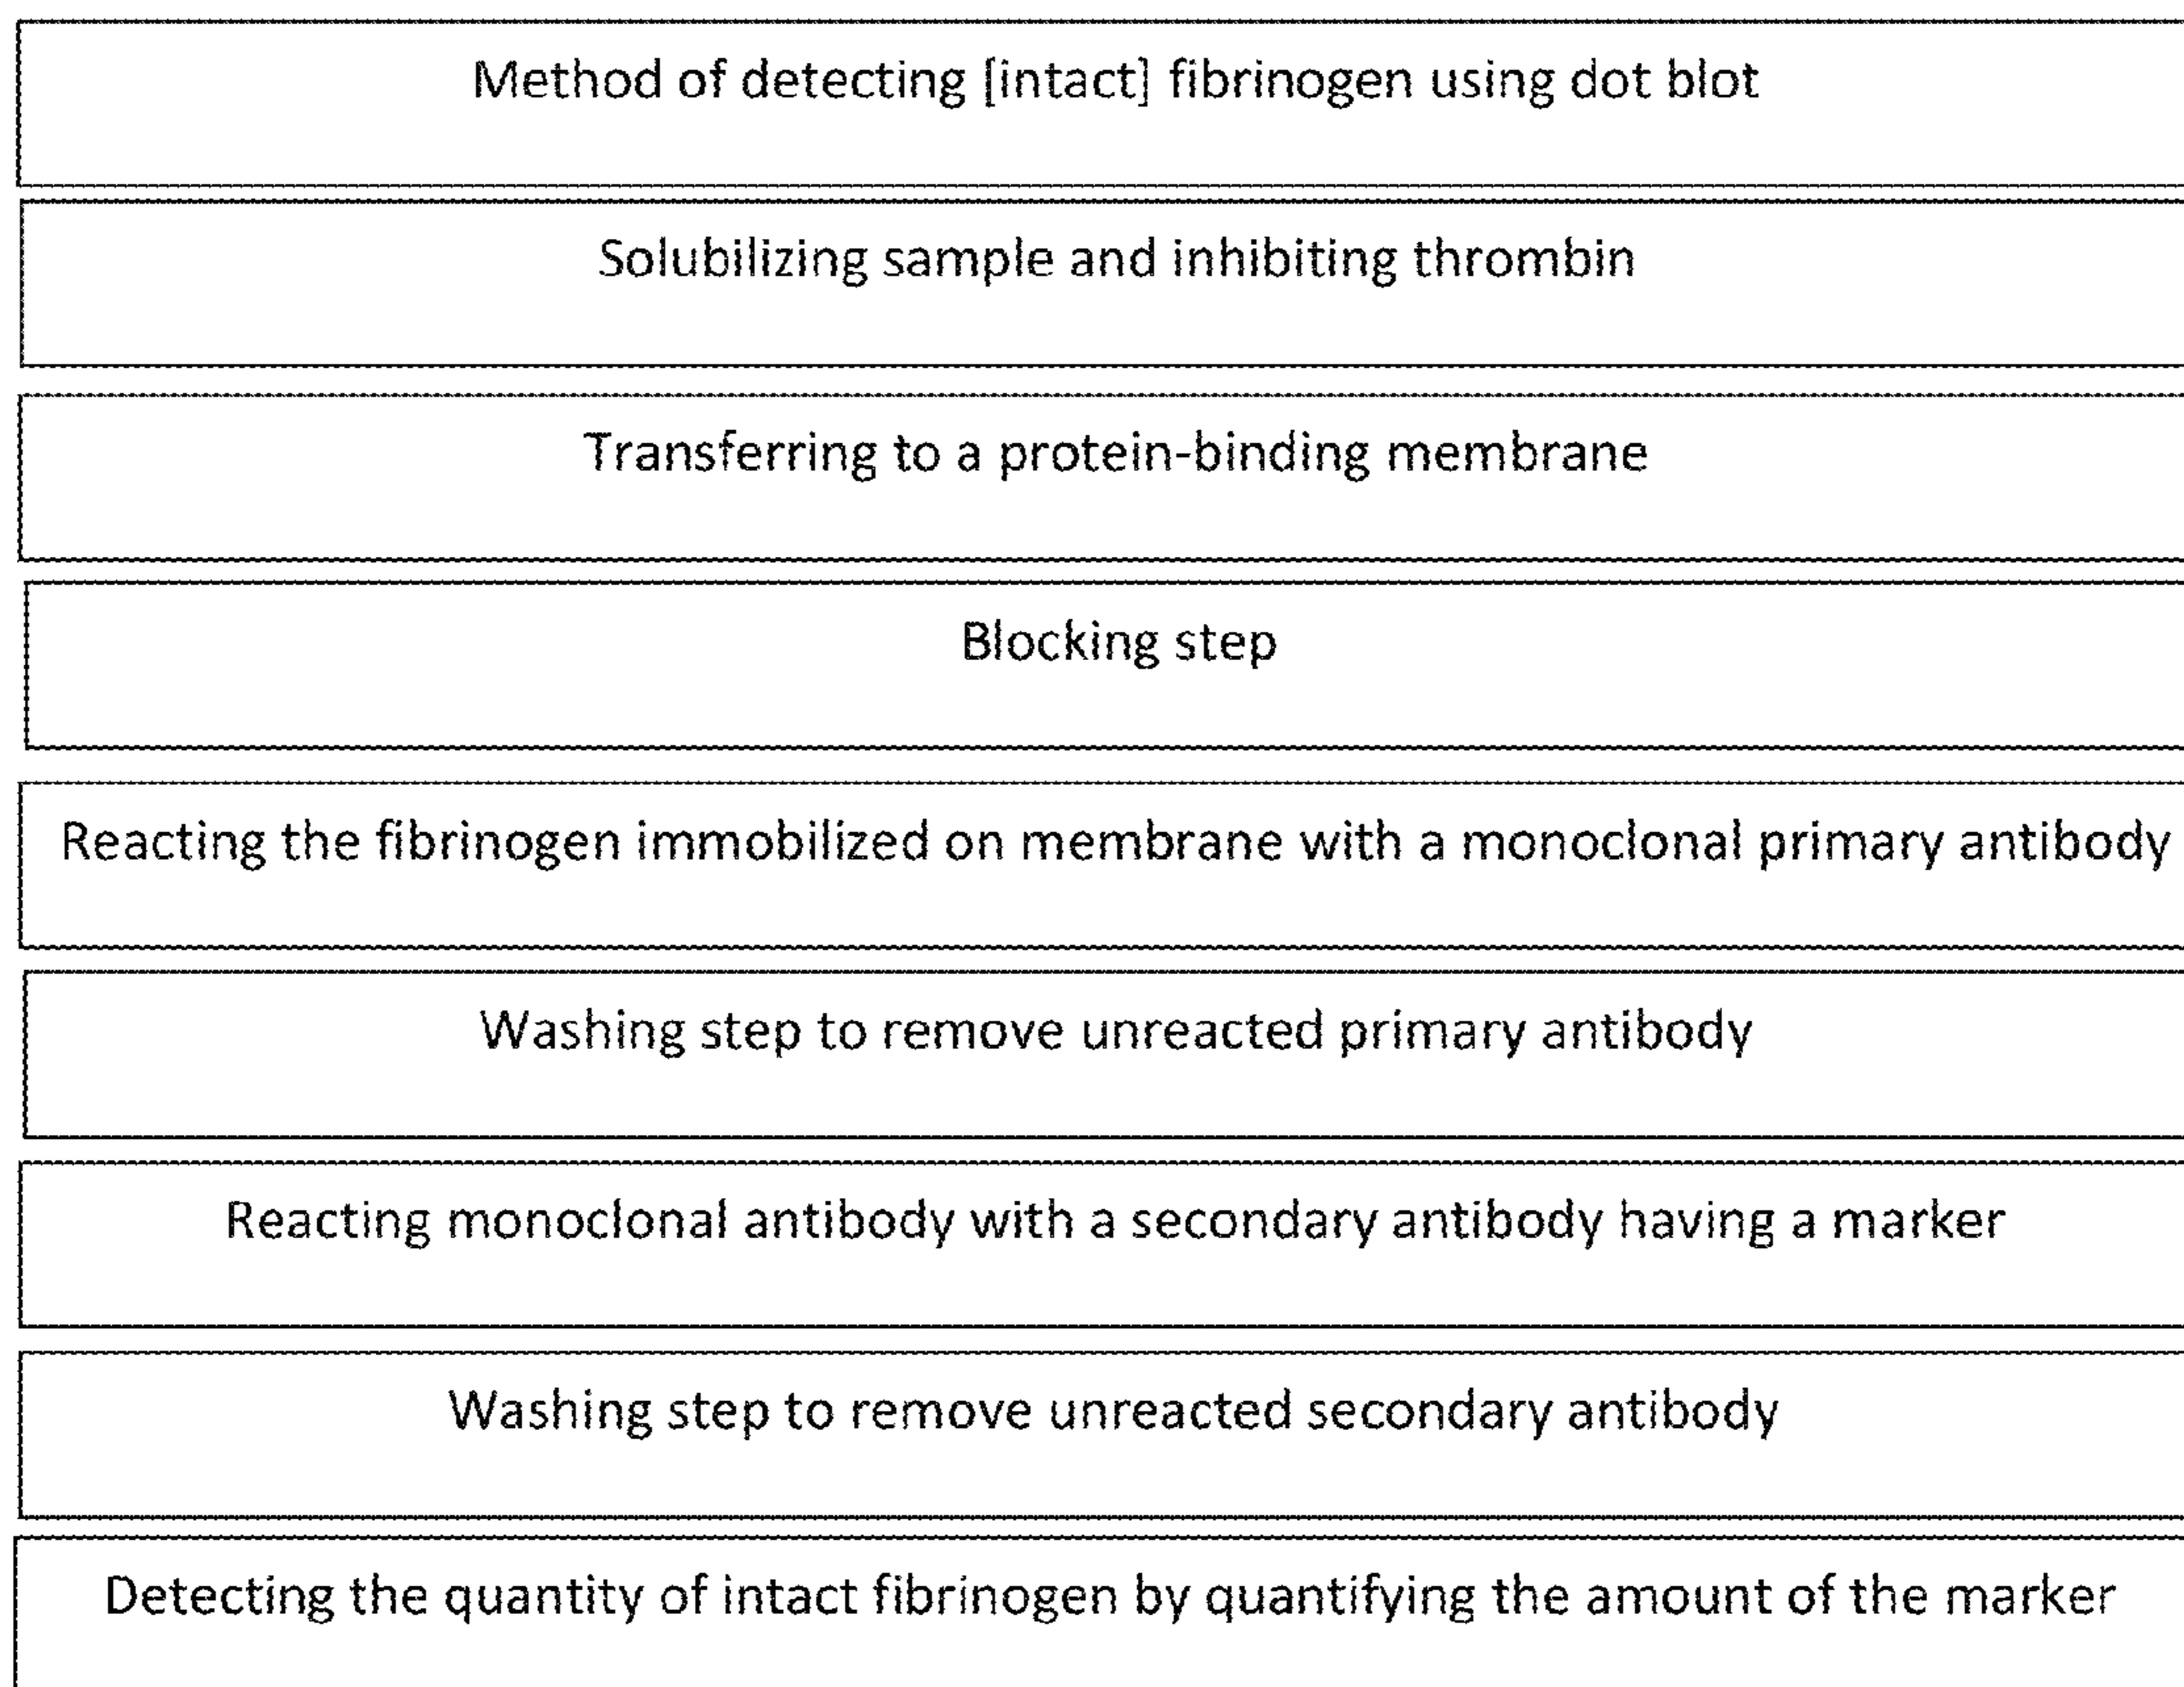 Method of detecting [intact] fibrinogen using dot blot
Solubilizing sample and inhibiting thrombin
Transferring to a protein-binding membrane
Blocking step
Reacting the fibrinogen immobilized on membrane with a monoclonal primary antibody
Washing step to remove unreacted primary antibody
Reacting monoclonal antibody with a secondary antibody having a marker
Washing step to remove unreacted secondary antibody
Detecting the quantity of intact fibrinogen by quantifying the amount of the marker